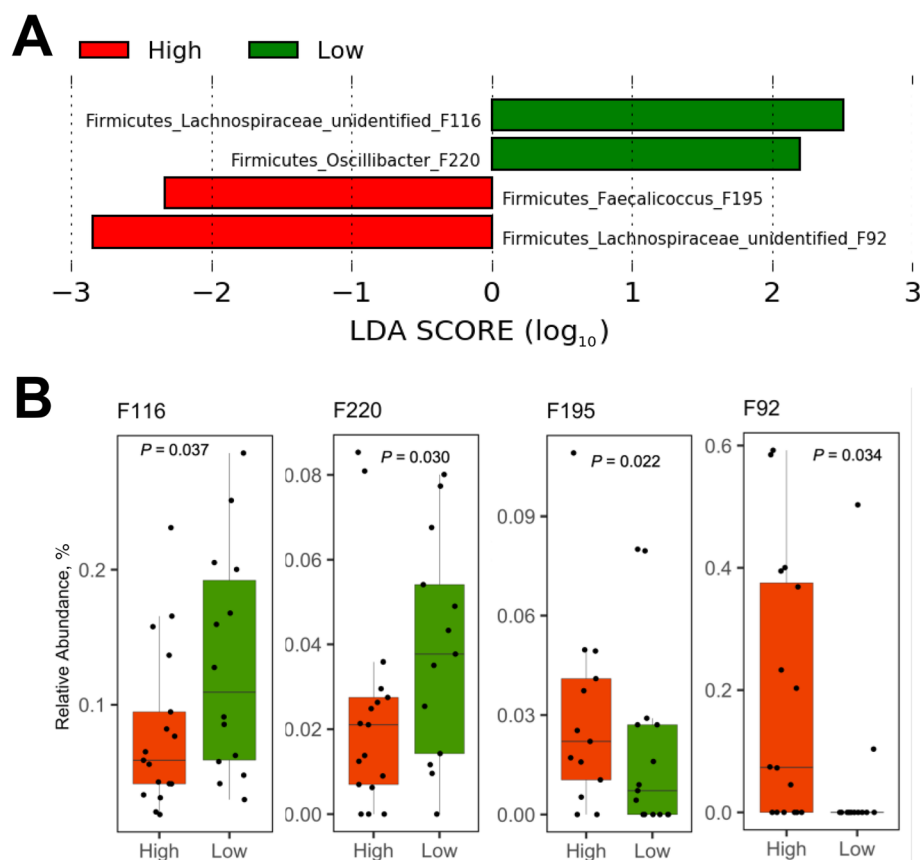 A
High Low
Firmicutes_Lachnospiraceae_unidentified_F116
Firmicutes_Oscillibacter_F220
Firmicutes_Faecalicoccus_F195
Firmicutes_Lachnospiraceae_unidentified_F92
−3 −2 −1 0 1 2 3
LDA SCORE (log10)
B
F116 F220 F195 F92
P = 0.037 P = 0.030 P = 0.022 P = 0.034
Relative Abundance, %
0.2
0.1
0.08
0.06
0.04
0.02
0.00
0.09
0.06
0.03
0.00
0.6
0.4
0.2
0.0
High Low High Low High Low High Low